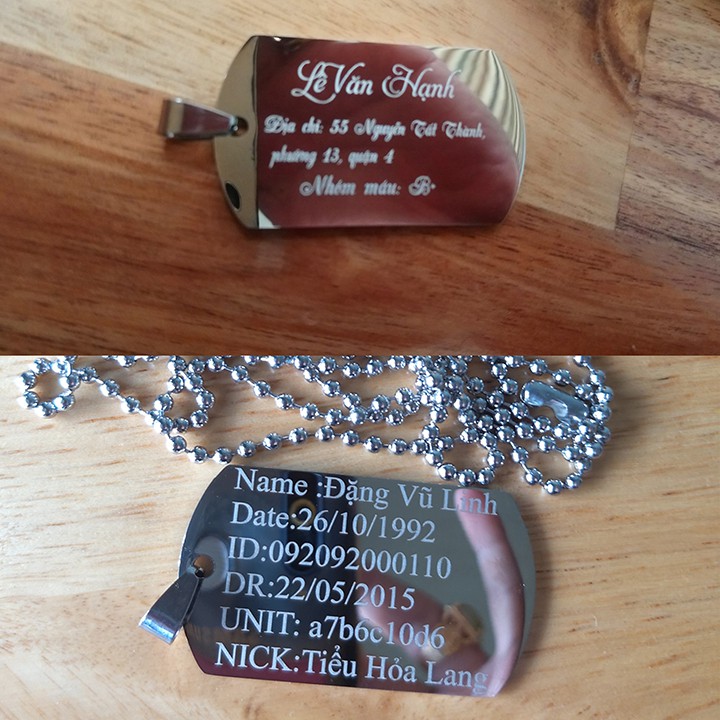 Lê Văn Hạnh
Địa chỉ: 55 Nguyễn Tất Thành,
phường 13, quận 4
Nhóm máu: B+
Name :Đặng Vũ Linh
Date:26/10/1992
ID:092092000110
DR:22/05/2015
UNIT: a7b6c10d6
NICK:Tiểu Hỏa Lang